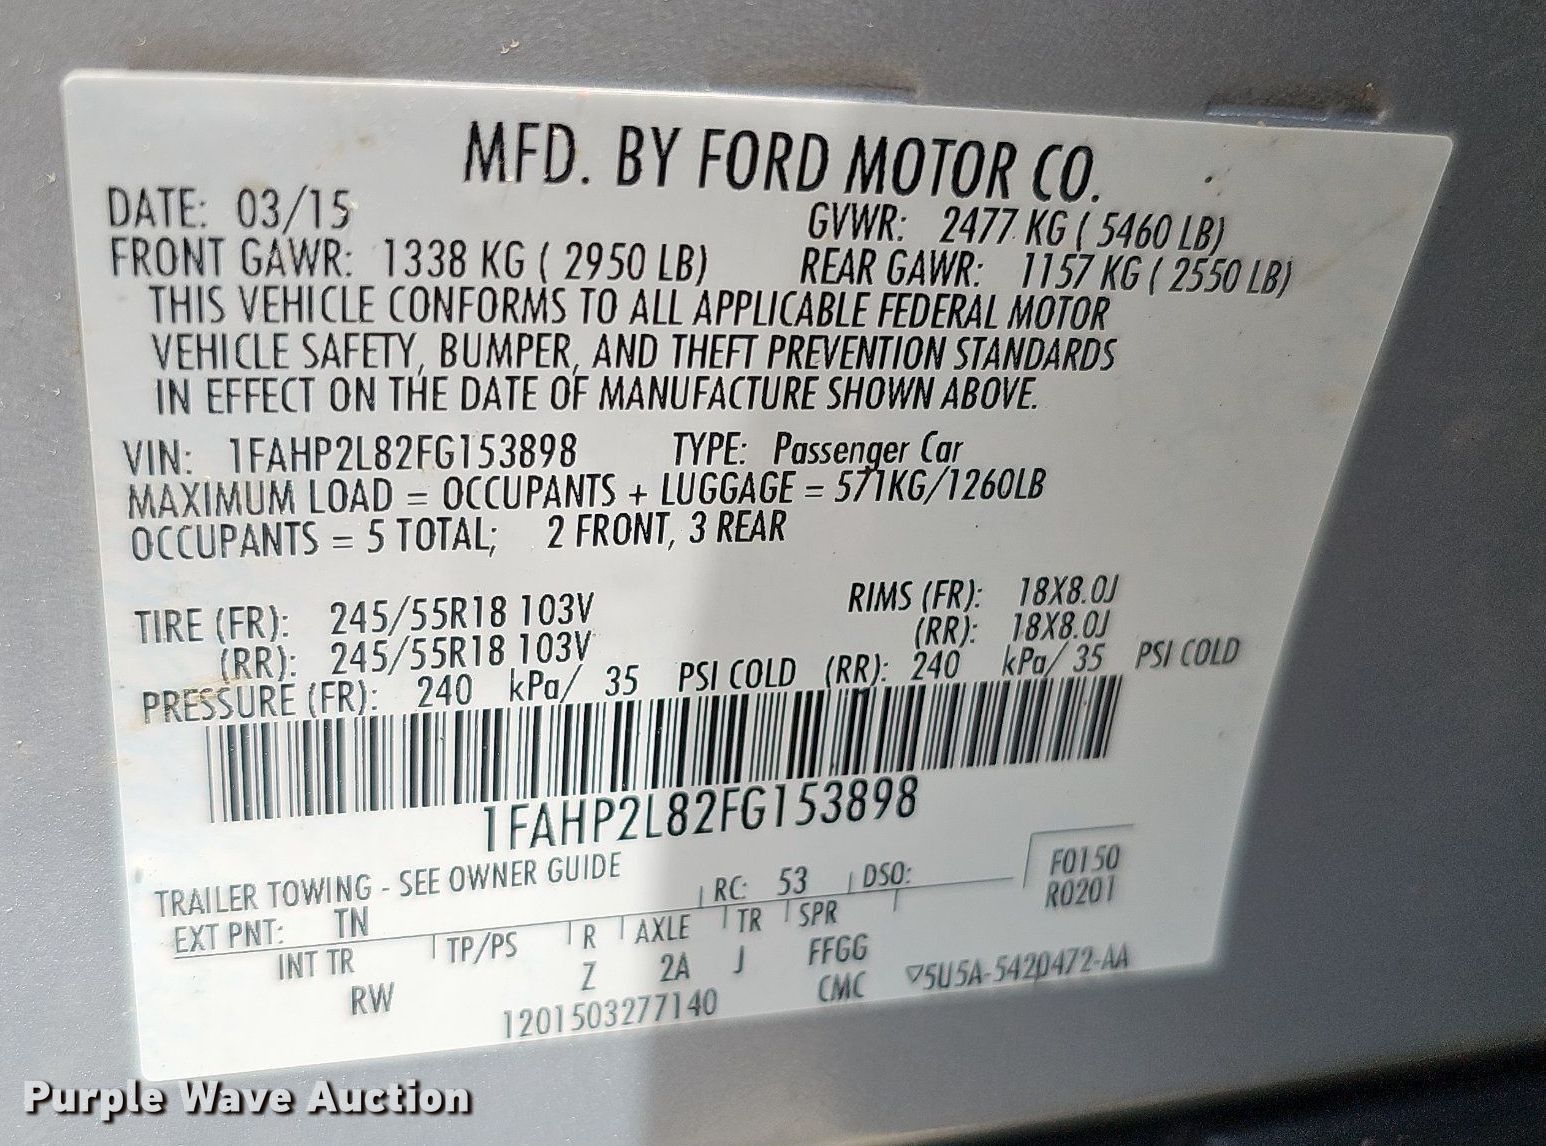 MFD. BY FORD MOTOR CO.
DATE: 03/15 GVWR: 2477 KG ( 5460 LB)
FRONT GAWR: 1338 KG ( 2950 LB) REAR GAWR: 1157 KG ( 2550 LB)
THIS VEHICLE CONFORMS TO ALL APPLICABLE FEDERAL MOTOR
VEHICLE SAFETY, BUMPER, AND THEFT PREVENTION STANDARDS
IN EFFECT ON THE DATE OF MANUFACTURE SHOWN ABOVE.
VIN: 1FAHP2L82FG153898 TYPE: Passenger Car
MAXIMUM LOAD = OCCUPANTS + LUGGAGE = 571KG/1260LB
OCCUPANTS = 5 TOTAL; 2 FRONT, 3 REAR
TIRE (FR): 245/55R18 103V RIMS (FR): 18X8.0J
(RR): 245/55R18 103V (RR): 18X8.0J
PRESSURE (FR): 240 kPa/ 35 PSI COLD (RR): 240 kPa/ 35 PSI COLD
1FAHP2L82FG153898
TRAILER TOWING - SEE OWNER GUIDE
EXT PNT: TN RC: 53 DSO: F0150
R0201
INT TR TP/PS R AXLE TR SPR
RW Z 2A J FFGG
1201503277140 CMC ▽5U5A-5420472-AA
Purple Wave Auction